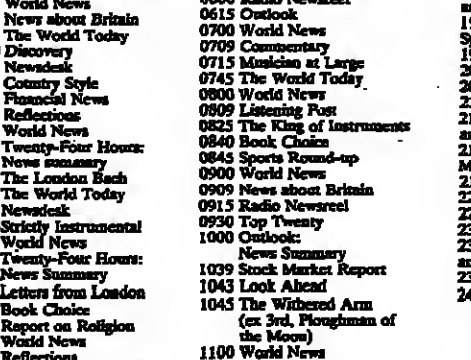 World News
News about Britain
The World Today
Discovery
Newsdesk
Country Style
Financial News
Reflections
World News
Twenty-Four Hours:
News summary
The London Bach
The World Today
Newsdesk
Strictly Instrumental
World News
Twenty-Four Hours:
News Summary
Letters from London
Book Choice
Report on Religion
World News
Reflections
Radio Newsreel
0615 Outlook
0700 World News
0709 Commentary
0715 Musician at Large
0745 The World Today
0800 World News
0809 Listening Post
0825 The King of Instruments
0840 Book Choice
0845 Sports Round-up
0900 World News
0909 News about Britain
0915 Radio Newsreel
0930 Top Twenty
1000 Outlook:
News Summary
1039 Stock Market Report
1043 Look Ahead
1045 The Withered Arm
(ex 3rd, Ploughman of
the Moon)
1100 World News